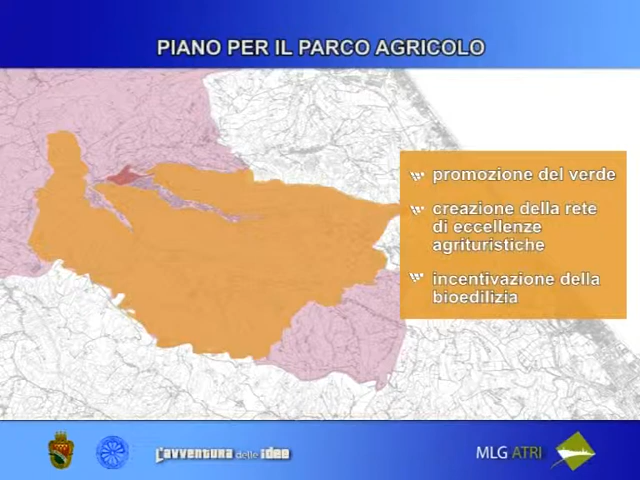 PIANO PER IL PARCO AGRICOLO
promozione del verde
creazione della rete
di eccellenze
agrituristiche
incentivazione della
bioedilizia
L'avventura delle idee
MLG ATRI